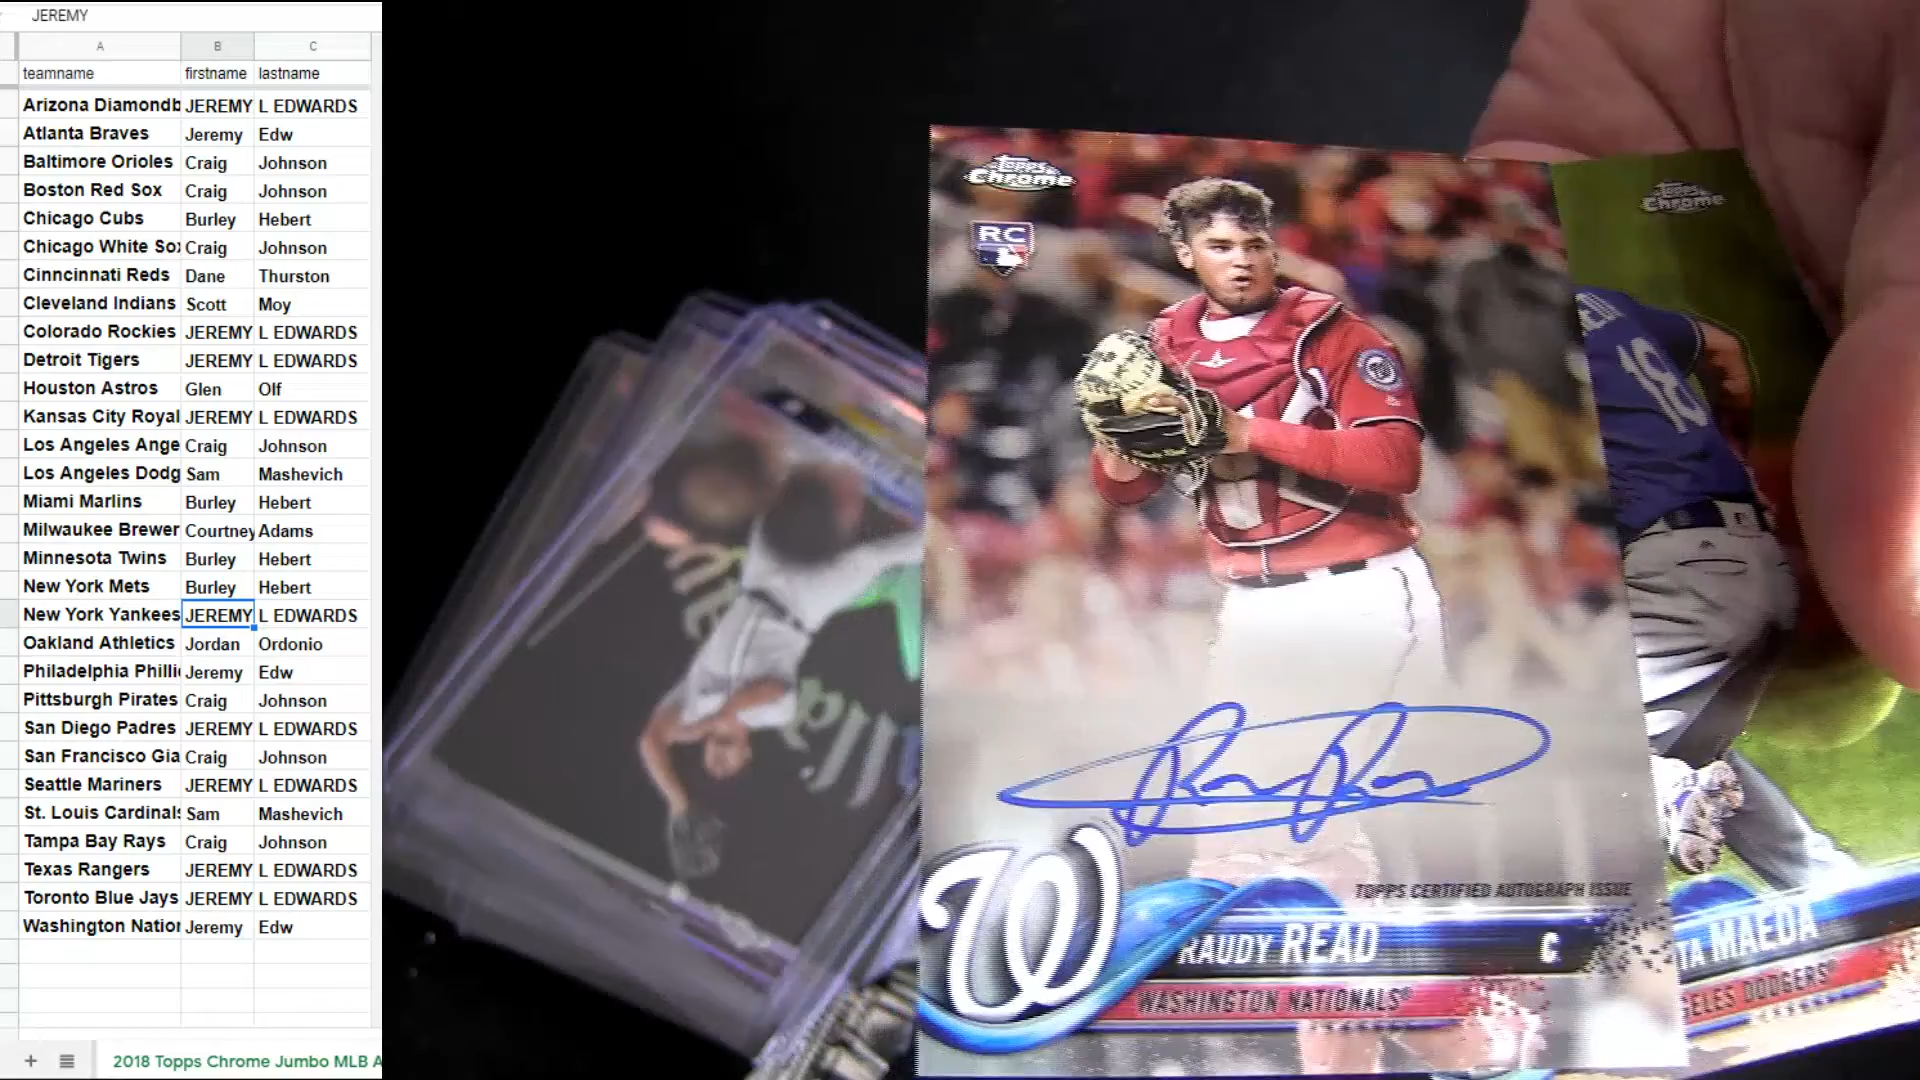 JEREMY
A B C
teamname firstname lastname
Arizona Diamondb JEREMY L EDWARDS
Atlanta Braves Jeremy Edw
Baltimore Orioles Craig Johnson
Boston Red Sox Craig Johnson
Chicago Cubs Burley Hebert
Chicago White Sox Craig Johnson
Cinncinnati Reds Dane Thurston
Cleveland Indians Scott Moy
Colorado Rockies JEREMY L EDWARDS
Detroit Tigers JEREMY L EDWARDS
Houston Astros Glen Olf
Kansas City Royal JEREMY L EDWARDS
Los Angeles Ange Craig Johnson
Los Angeles Dodg Sam Mashevich
Miami Marlins Burley Hebert
Milwaukee Brewer Courtney Adams
Minnesota Twins Burley Hebert
New York Mets Burley Hebert
New York Yankees JEREMY L EDWARDS
Oakland Athletics Jordan Ordonio
Philadelphia Philli Jeremy Edw
Pittsburgh Pirates Craig Johnson
San Diego Padres JEREMY L EDWARDS
San Francisco Gia Craig Johnson
Seattle Mariners JEREMY L EDWARDS
St. Louis Cardinals Sam Mashevich
Tampa Bay Rays Craig Johnson
Texas Rangers JEREMY L EDWARDS
Toronto Blue Jays JEREMY L EDWARDS
Washington Nation Jeremy Edw
2018 Topps Chrome Jumbo MLB A
Topps
Chrome
RC
W
TOPPS CERTIFIED AUTOGRAPH ISSUE
RAUDY READ C
WASHINGTON NATIONALS
Topps
Chrome
18
TA MAEDA
GELES DODGERS